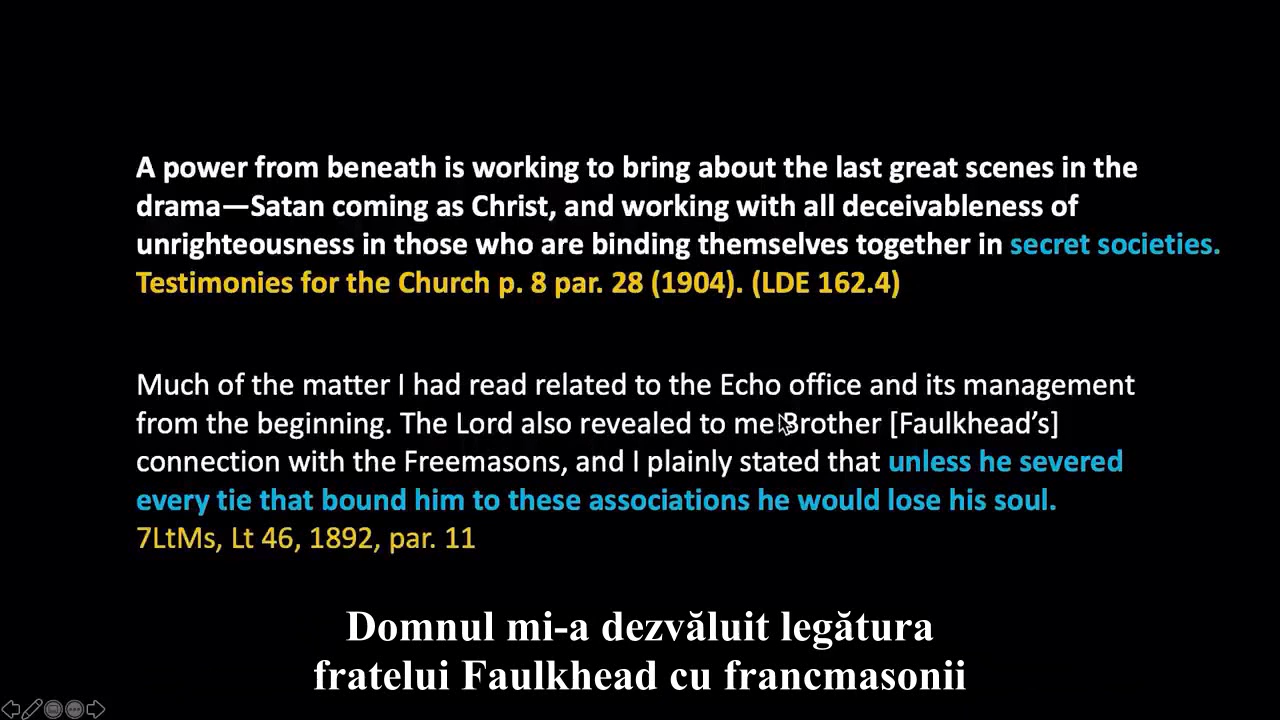 A power from beneath is working to bring about the last great scenes in the
drama—Satan coming as Christ, and working with all deceivableness of
unrighteousness in those who are binding themselves together in secret societies.
Testimonies for the Church p. 8 par. 28 (1904). (LDE 162.4)
Much of the matter I had read related to the Echo office and its management
from the beginning. The Lord also revealed to me Brother [Faulkhead’s]
connection with the Freemasons, and I plainly stated that unless he severed
every tie that bound him to these associations he would lose his soul.
7LtMs, Lt 46, 1892, par. 11
Domnul mi-a dezvăluit legătura
fratelui Faulkhead cu francmasonii